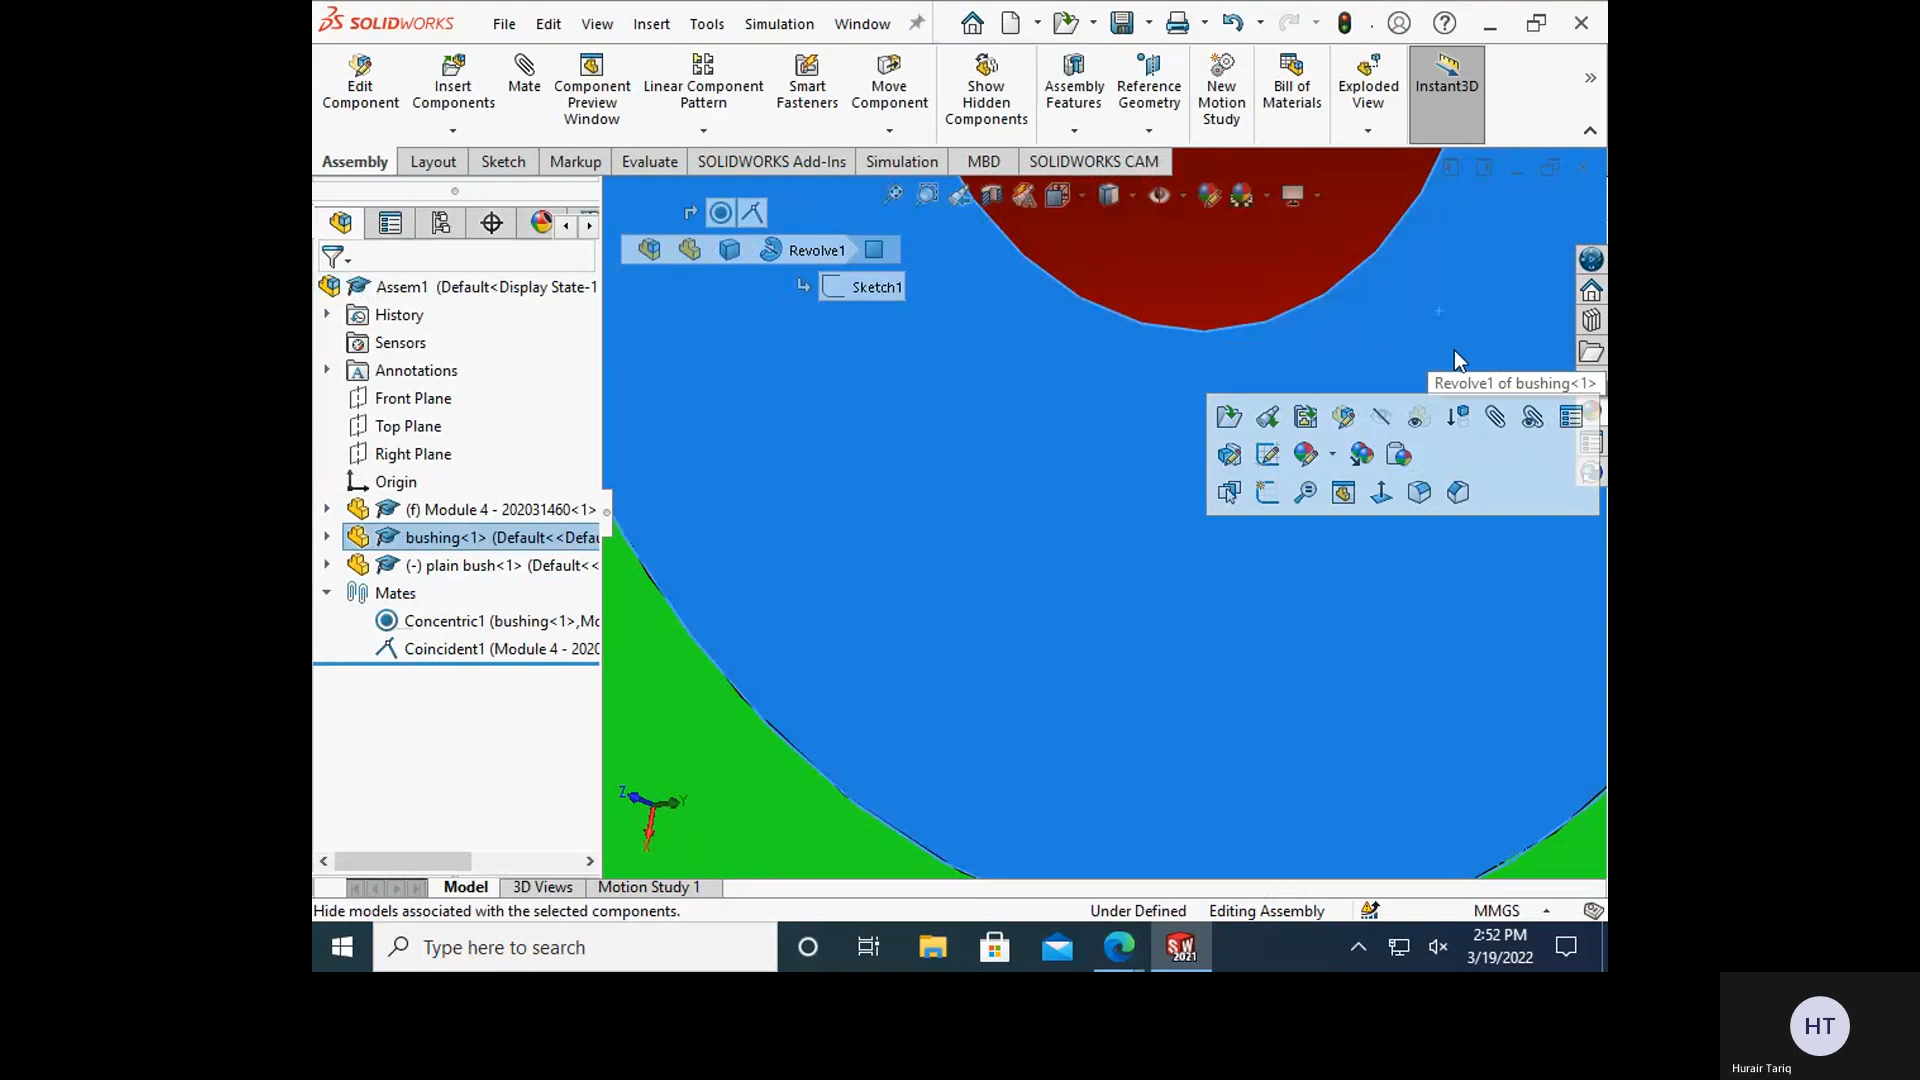 SOLIDWORKS File Edit View Insert Tools Simulation Window
Edit Component
Insert Components
Mate
Component Preview Window
Linear Component Pattern
Smart Fasteners
Move Component
Show Hidden Components
Assembly Features
Reference Geometry
New Motion Study
Bill of Materials
Exploded View
Instant3D
Assembly Layout Sketch Markup Evaluate SOLIDWORKS Add-Ins Simulation MBD SOLIDWORKS CAM
Revolve1
Sketch1
Assem1 (Default<Display State-1
History
Sensors
Annotations
Front Plane
Top Plane
Right Plane
Origin
(f) Module 4 - 202031460<1>
bushing<1> (Default<<Defau
(-) plain bush<1> (Default<<
Mates
Concentric1 (bushing<1>,Mo
Coincident1 (Module 4 - 2020
Revolve1 of bushing<1>
Z Y
X
Model 3D Views Motion Study 1
Hide models associated with the selected components. Under Defined Editing Assembly MMGS
Type here to search
SW 2021
2:52 PM
3/19/2022
HT
Hurair Tariq